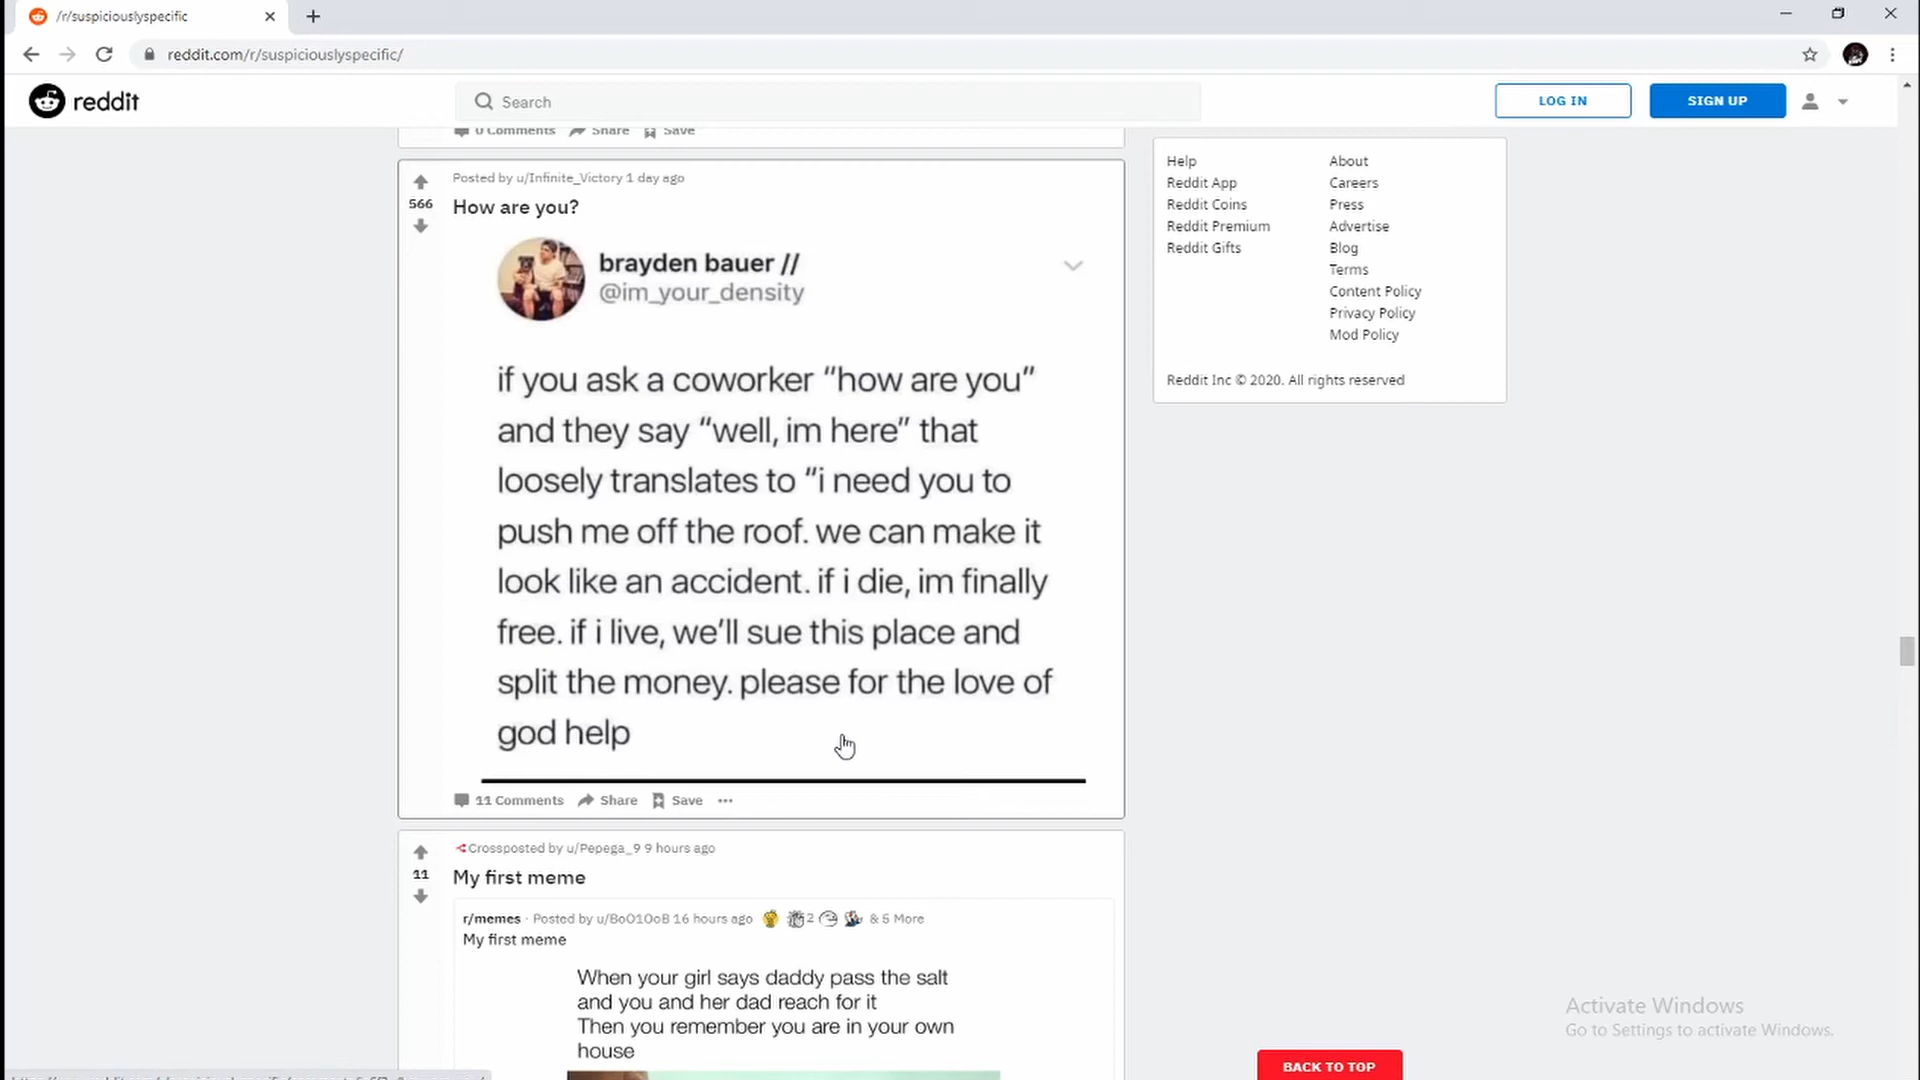 /r/suspiciouslyspecific
reddit.com/r/suspiciouslyspecific/
reddit
Search
LOG IN
SIGN UP
0 Comments Share Save
Posted by u/Infinite_Victory 1 day ago
566
How are you?
brayden bauer //
@im_your_density
if you ask a coworker “how are you”
and they say “well, im here” that
loosely translates to “i need you to
push me off the roof. we can make it
look like an accident. if i die, im finally
free. if i live, we’ll sue this place and
split the money. please for the love of
god help
11 Comments Share Save
Crossposted by u/Pepega_9 9 hours ago
11
My first meme
r/memes · Posted by u/BoO1OoB 16 hours ago 2 & 5 More
My first meme
When your girl says daddy pass the salt
and you and her dad reach for it
Then you remember you are in your own
house
Help About
Reddit App Careers
Reddit Coins Press
Reddit Premium Advertise
Reddit Gifts Blog
Terms
Content Policy
Privacy Policy
Mod Policy
Reddit Inc © 2020. All rights reserved
Activate Windows
Go to Settings to activate Windows.
BACK TO TOP